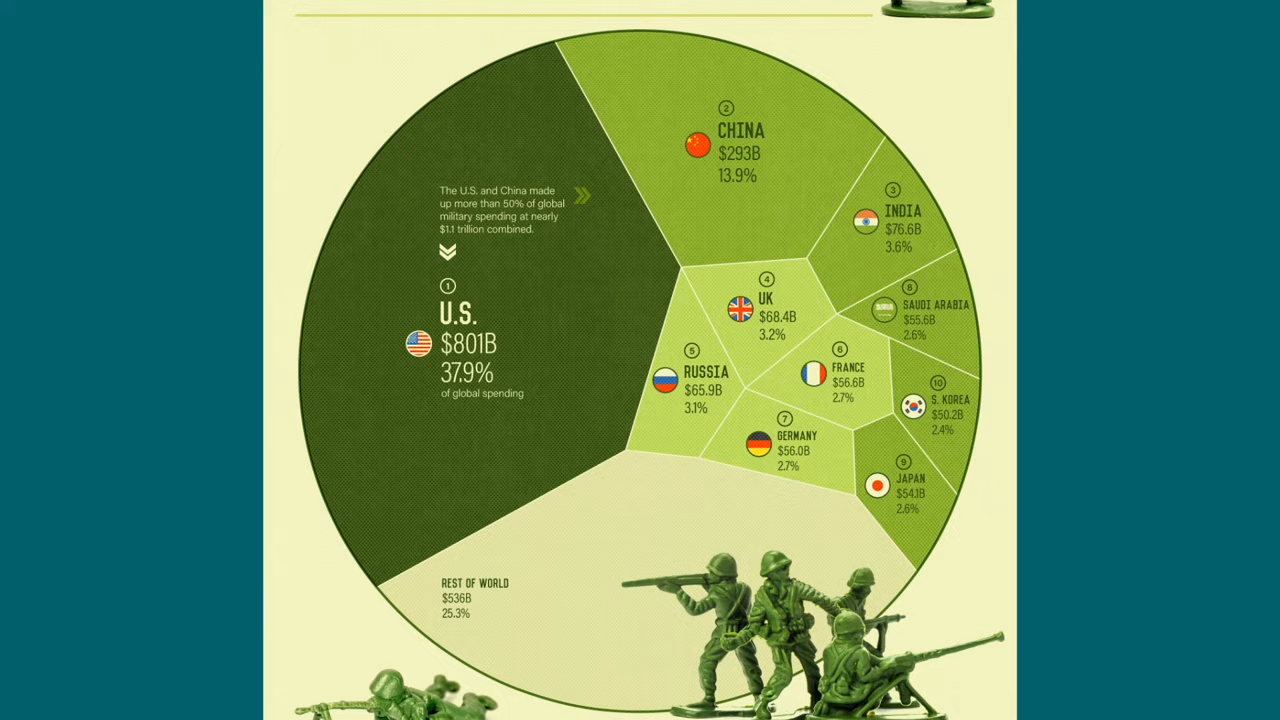 2
CHINA
$293B
13.9%
The U.S. and China made
up more than 50% of global
military spending at nearly
$1.1 trillion combined.
1
U.S.
$801B
37.9%
of global spending
3
INDIA
$76.6B
3.6%
4
UK
$68.4B
3.2%
8
SAUDI ARABIA
$55.6B
2.6%
5
RUSSIA
$65.9B
3.1%
6
FRANCE
$56.6B
2.7%
10
S. KOREA
$50.2B
2.4%
7
GERMANY
$56.0B
2.7%
9
JAPAN
$54.1B
2.6%
REST OF WORLD
$536B
25.3%